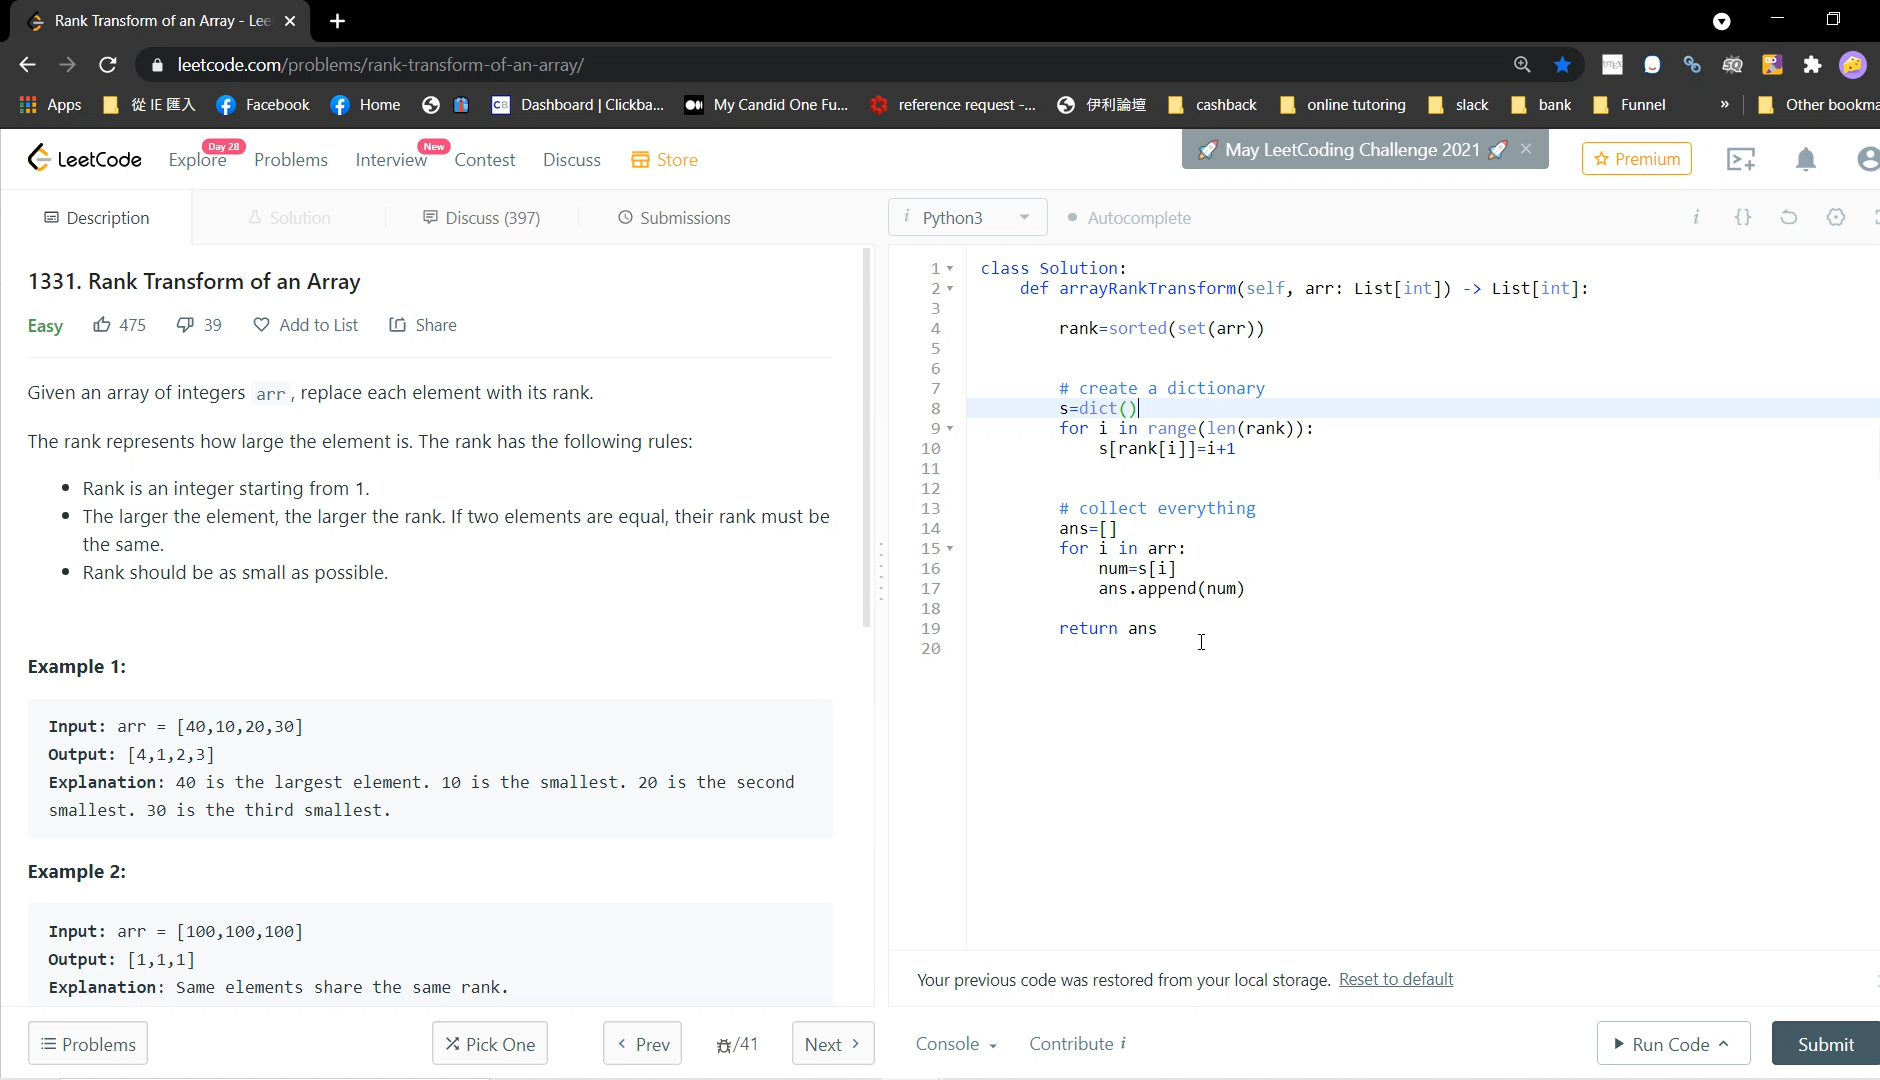 Rank Transform of an Array - Lee
leetcode.com/problems/rank-transform-of-an-array/
Apps 從 IE 匯入 Facebook Home Dashboard | Clickba... My Candid One Fu... reference request -... 伊利論壇 cashback online tutoring slack bank Funnel » Other bookma
LeetCode Explore Day 28 Problems Interview New Contest Discuss Store May LeetCoding Challenge 2021 Premium
Description Solution Discuss (397) Submissions
i Python3 Autocomplete i {}
1331. Rank Transform of an Array
Easy 475 39 Add to List Share
Given an array of integers arr, replace each element with its rank.
The rank represents how large the element is. The rank has the following rules:
• Rank is an integer starting from 1.
• The larger the element, the larger the rank. If two elements are equal, their rank must be
the same.
• Rank should be as small as possible.
Example 1:
Input: arr = [40,10,20,30]
Output: [4,1,2,3]
Explanation: 40 is the largest element. 10 is the smallest. 20 is the second
smallest. 30 is the third smallest.
Example 2:
Input: arr = [100,100,100]
Output: [1,1,1]
Explanation: Same elements share the same rank.
1 class Solution:
2 def arrayRankTransform(self, arr: List[int]) -> List[int]:
3
4 rank=sorted(set(arr))
5
6
7 # create a dictionary
8 s=dict()
9 for i in range(len(rank)):
10 s[rank[i]]=i+1
11
12
13 # collect everything
14 ans=[]
15 for i in arr:
16 num=s[i]
17 ans.append(num)
18
19 return ans
20
Your previous code was restored from your local storage. Reset to default
Problems Pick One Prev /41 Next Console Contribute i Run Code Submit